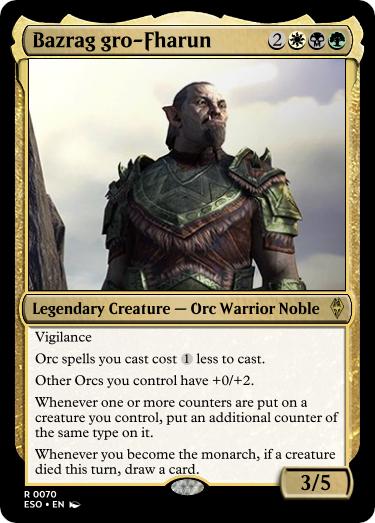 Bazrag gro-Fharun 2
Legendary Creature — Orc Warrior Noble
Vigilance
Orc spells you cast cost 1 less to cast.
Other Orcs you control have +0/+2.
Whenever one or more counters are put on a
creature you control, put an additional counter of
the same type on it.
Whenever you become the monarch, if a creature
died this turn, draw a card.
3/5
R 0070
ESO • EN